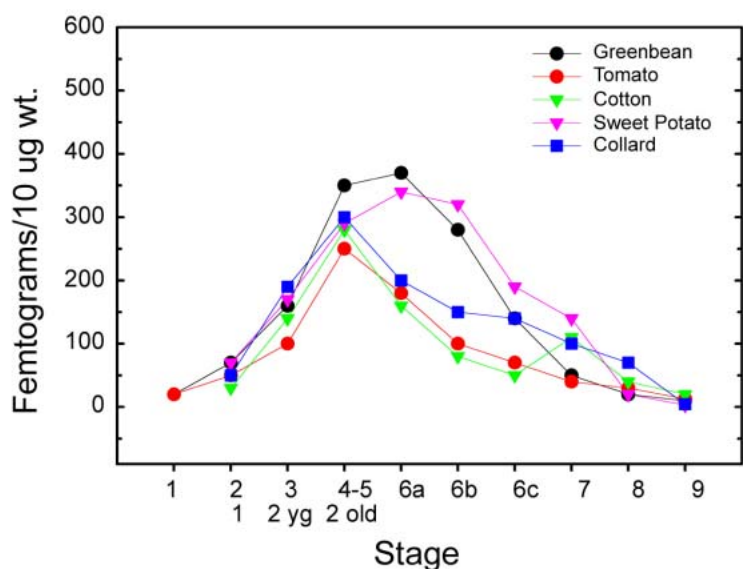 600
500
400
300
200
100
0
Femtograms/10 ug wt.
Greenbean
Tomato
Cotton
Sweet Potato
Collard
1 2 3 4-5 6a 6b 6c 7 8 9
1 2 yg 2 old
Stage